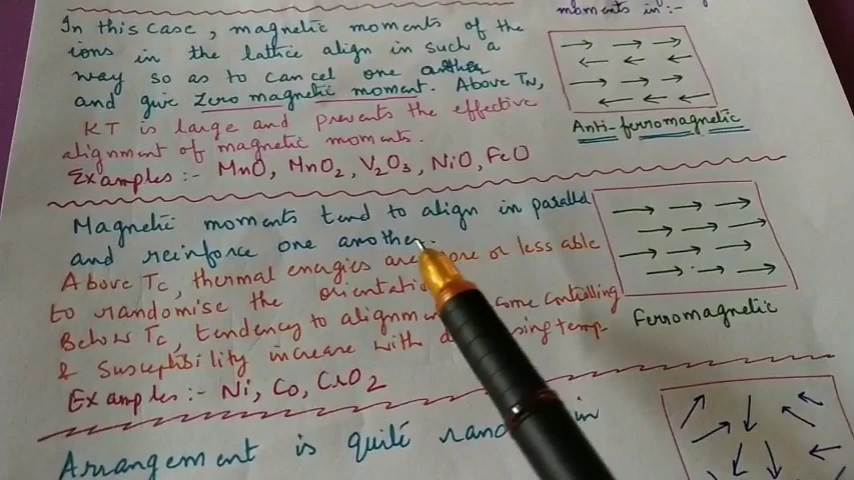 moments in :-
In this case, magnetic moments of the
ions in the lattice align in such a
way so as to cancel one another
and give Zero magnetic moment. Above TN,
KT is large and prevents the effective
alignment of magnetic moments.
Examples :- MnO, MnO2, V2O3, NiO, FeO
Anti-ferromagnetic
Magnetic moments tend to align in parallel
and reinforce one another.
Above Tc, thermal energies are or less able
to randomise the
Below Tc, tendency to controlling
& Susceptibility increase with temp.
Examples :- Ni, Co, CrO2
Ferromagnetic
Arrangement is quite in